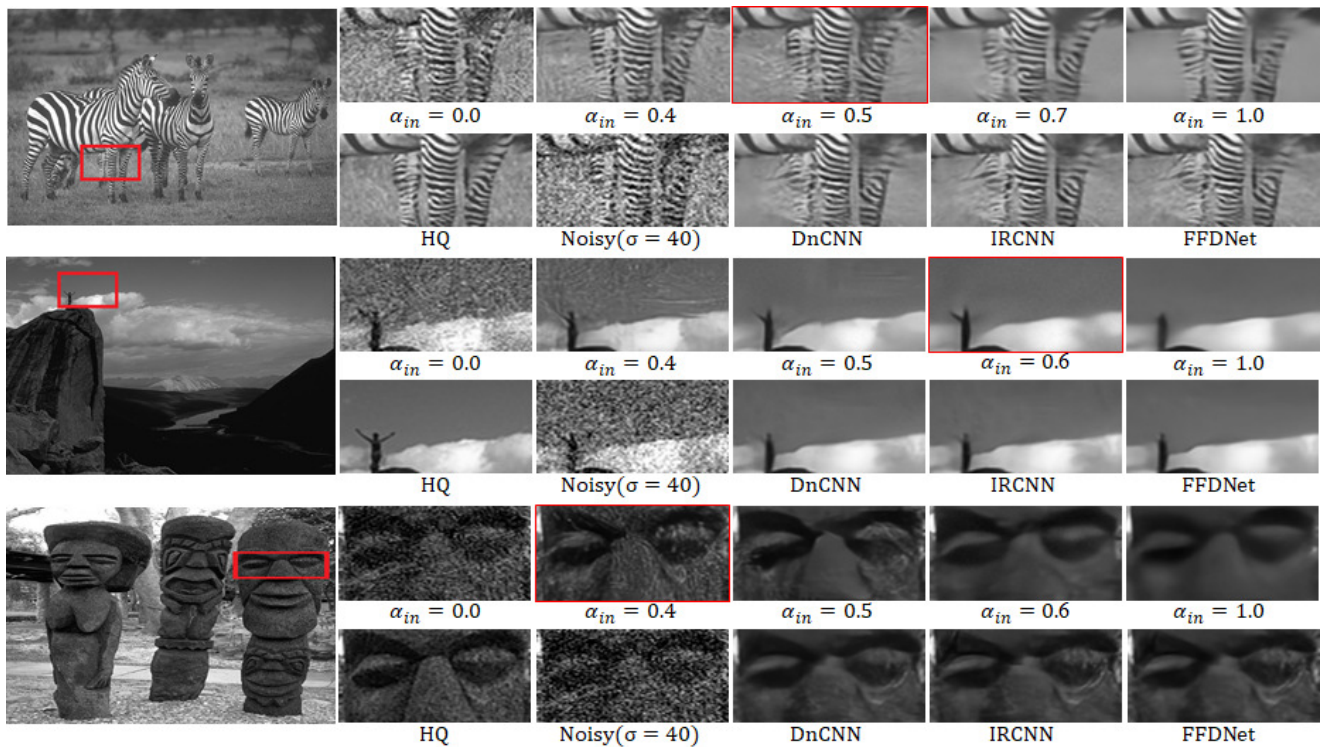 α_in = 0.0 α_in = 0.4 α_in = 0.5 α_in = 0.7 α_in = 1.0
HQ Noisy(σ = 40) DnCNN IRCNN FFDNet
α_in = 0.0 α_in = 0.4 α_in = 0.5 α_in = 0.6 α_in = 1.0
HQ Noisy(σ = 40) DnCNN IRCNN FFDNet
α_in = 0.0 α_in = 0.4 α_in = 0.5 α_in = 0.6 α_in = 1.0
HQ Noisy(σ = 40) DnCNN IRCNN FFDNet